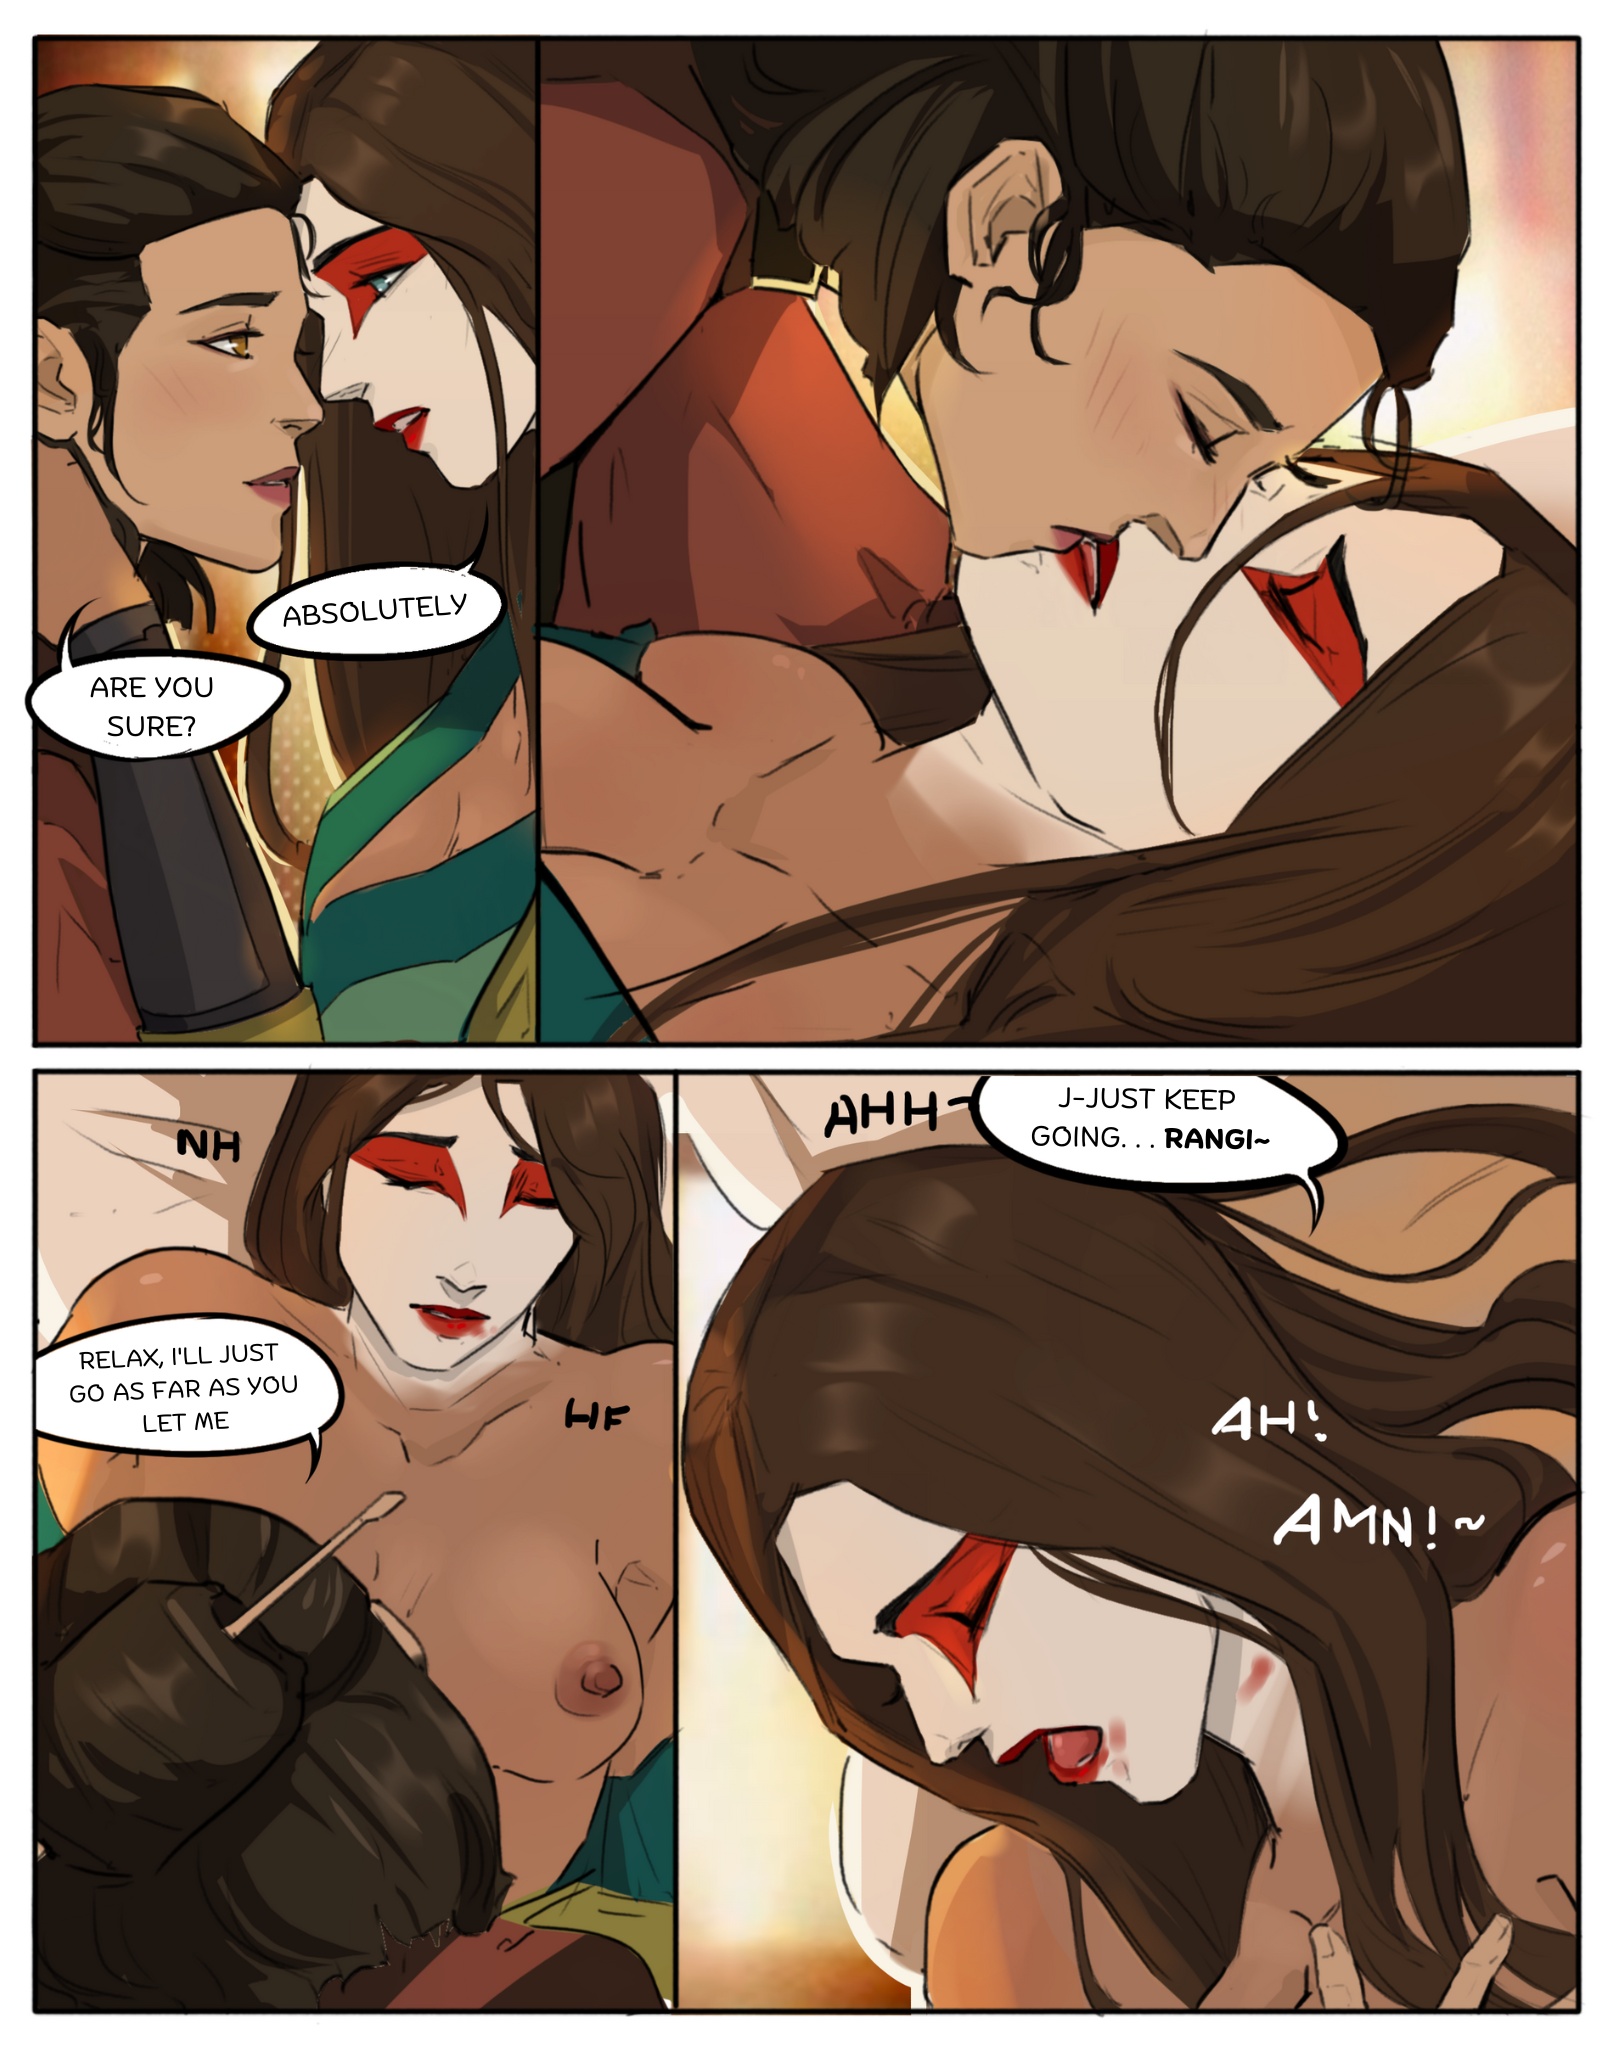 ABSOLUTELY
ARE YOU
SURE?
NH
RELAX, I'LL JUST
GO AS FAR AS YOU
LET ME
HF
AHH~
J-JUST KEEP
GOING... RANGI~
AH!
AMN!~